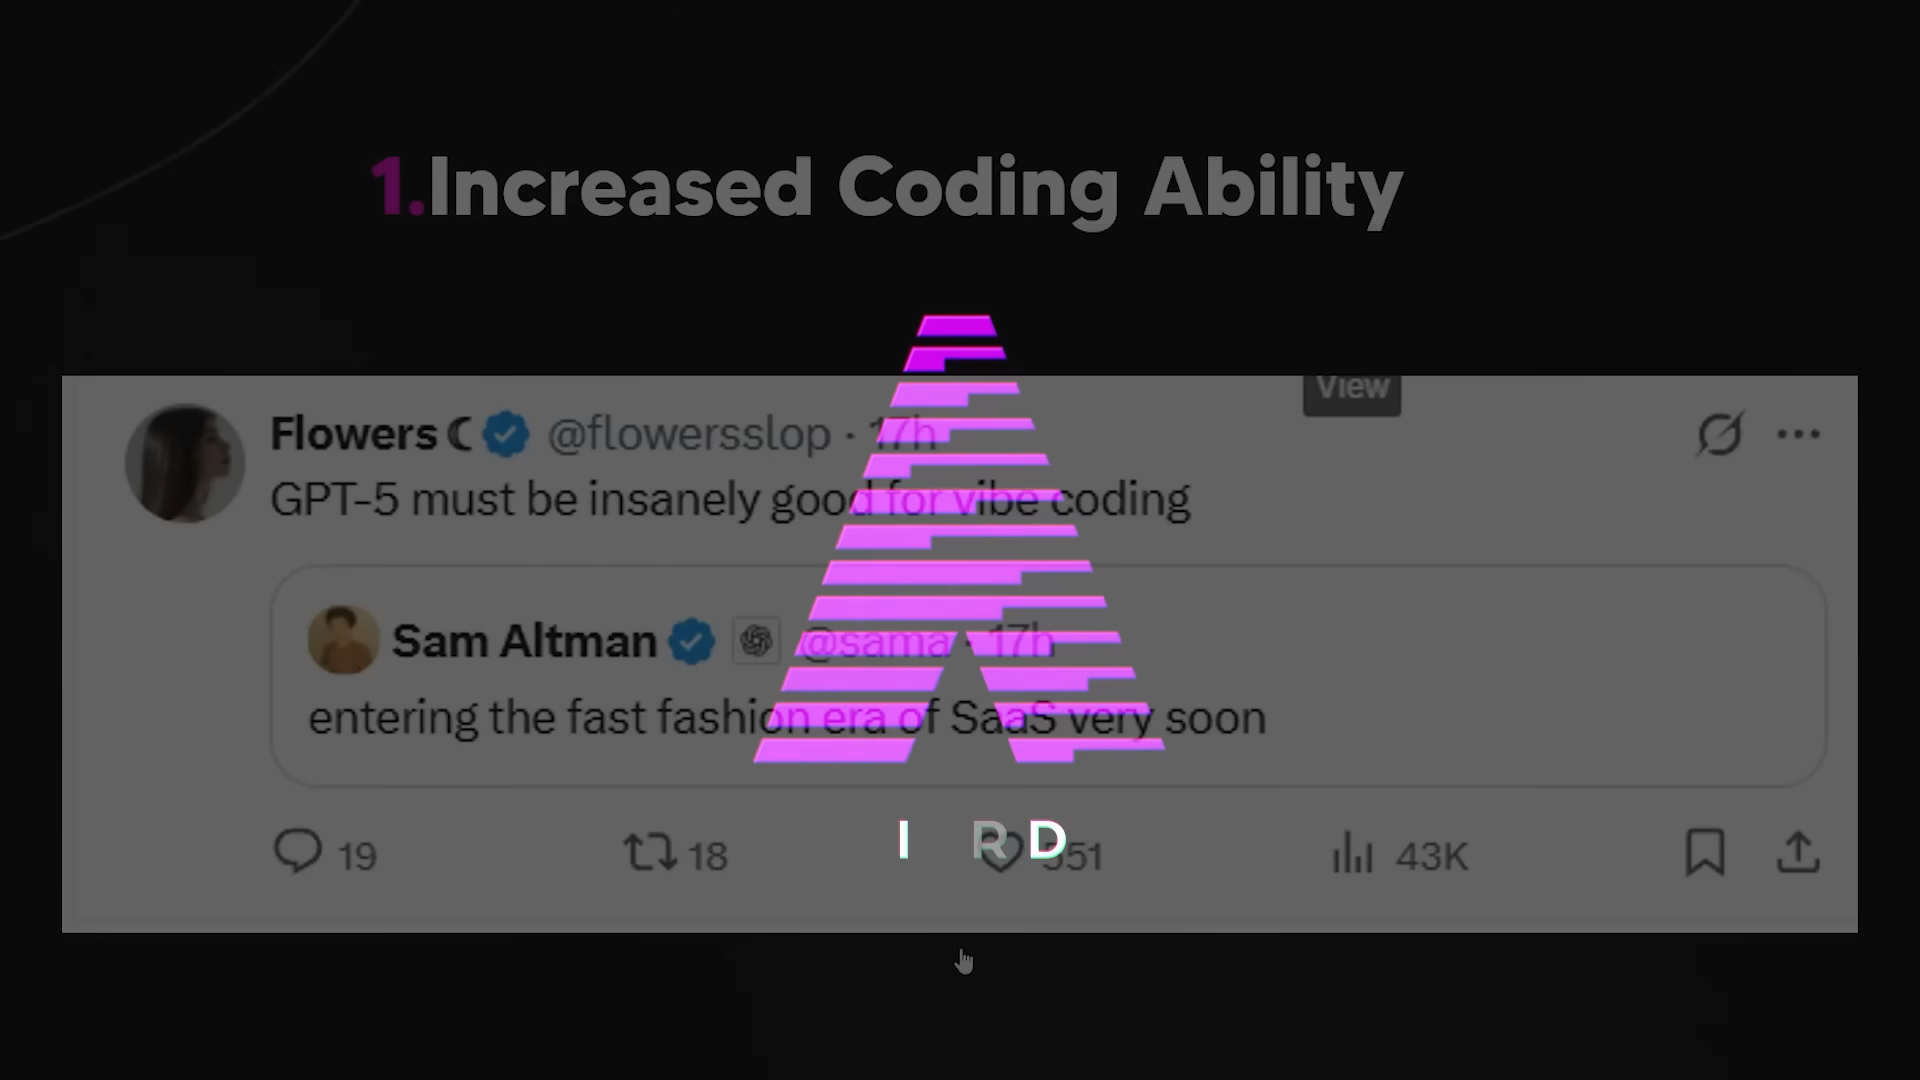 1.Increased Coding Ability
View
Flowers @flowersslop · 17h
GPT-5 must be insanely good for vibe coding
Sam Altman @sama · 17h
entering the fast fashion era of SaaS very soon
19 18 551 43K
I R D